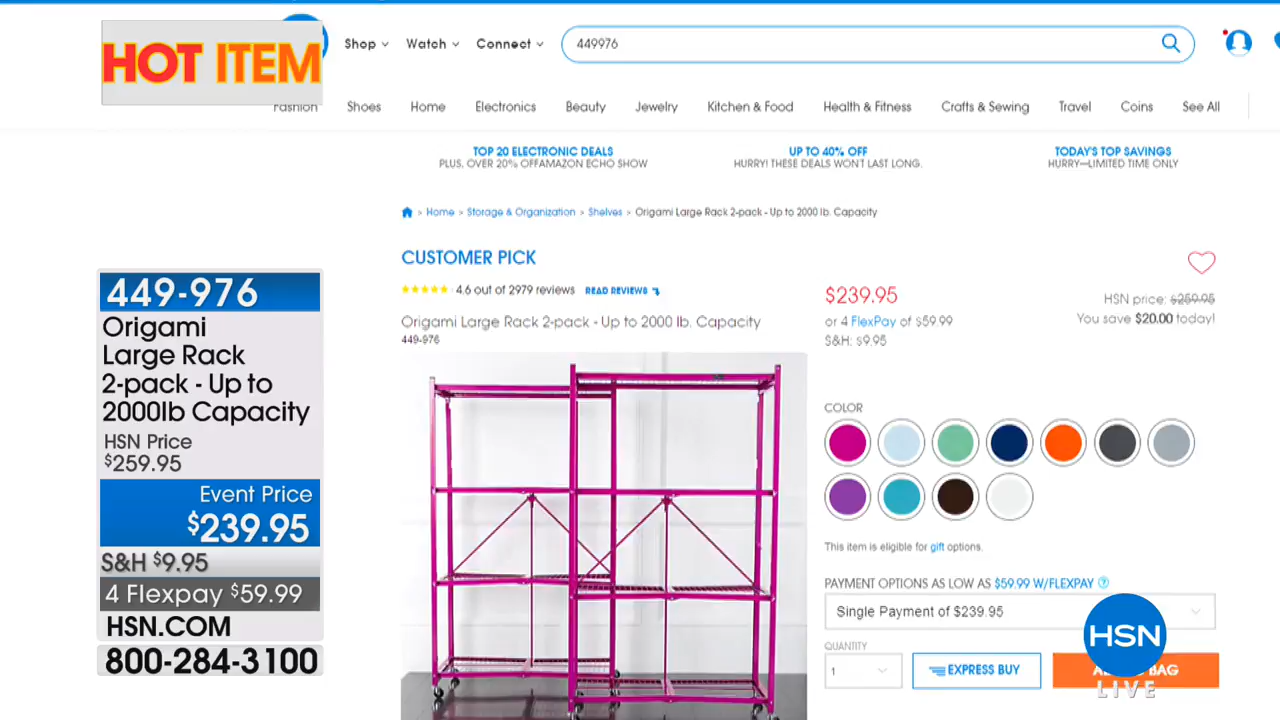 HOT ITEM
Shop Watch Connect
449976
Fashion Shoes Home Electronics Beauty Jewelry Kitchen & Food Health & Fitness Crafts & Sewing Travel Coins See All
TOP 20 ELECTRONIC DEALS
PLUS, OVER 20% OFFAMAZON ECHO SHOW
UP TO 40% OFF
HURRY! THESE DEALS WON'T LAST LONG.
TODAY'S TOP SAVINGS
HURRY—LIMITED TIME ONLY
> Home > Storage & Organization > Shelves > Origami Large Rack 2-pack - Up to 2000 lb. Capacity
CUSTOMER PICK
4.6 out of 2979 reviews READ REVIEWS
Origami Large Rack 2-pack - Up to 2000 lb. Capacity
449-976
$239.95
or 4 FlexPay of $59.99
S&H: $9.95
HSN price: $259.95
You save $20.00 today!
COLOR
This item is eligible for gift options.
PAYMENT OPTIONS AS LOW AS $59.99 W/FLEXPAY ?
Single Payment of $239.95
QUANTITY
1
EXPRESS BUY
BAG
HSN
LIVE
449-976
Origami
Large Rack
2-pack - Up to
2000lb Capacity
HSN Price
$259.95
Event Price
$239.95
S&H $9.95
4 Flexpay $59.99
HSN.COM
800-284-3100